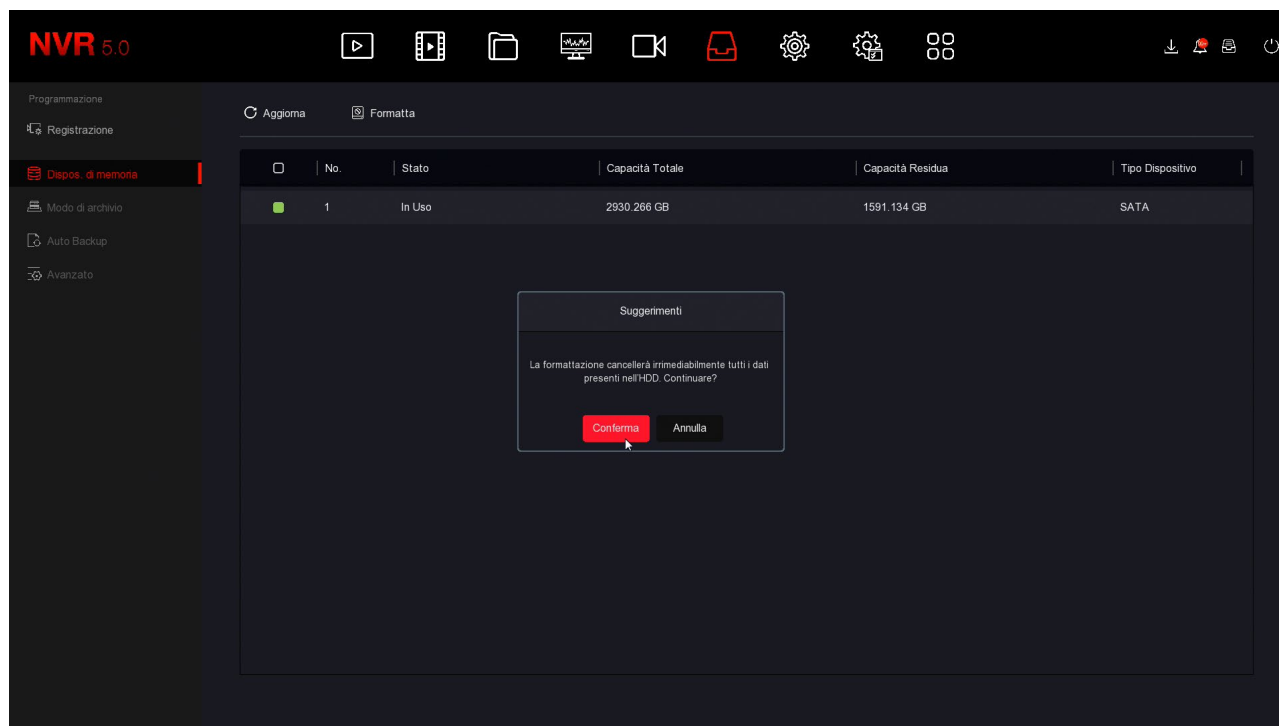 NVR 5.0
Programmazione
Registrazione
Dispos. di memoria
Modo di archivio
Auto Backup
Avanzato
Aggiorna Formatta
No. Stato Capacità Totale Capacità Residua Tipo Dispositivo
1 In Uso 2930.266 GB 1591.134 GB SATA
Suggerimenti
La formattazione cancellerà irrimediabilmente tutti i dati
presenti nell'HDD. Continuare?
Conferma Annulla